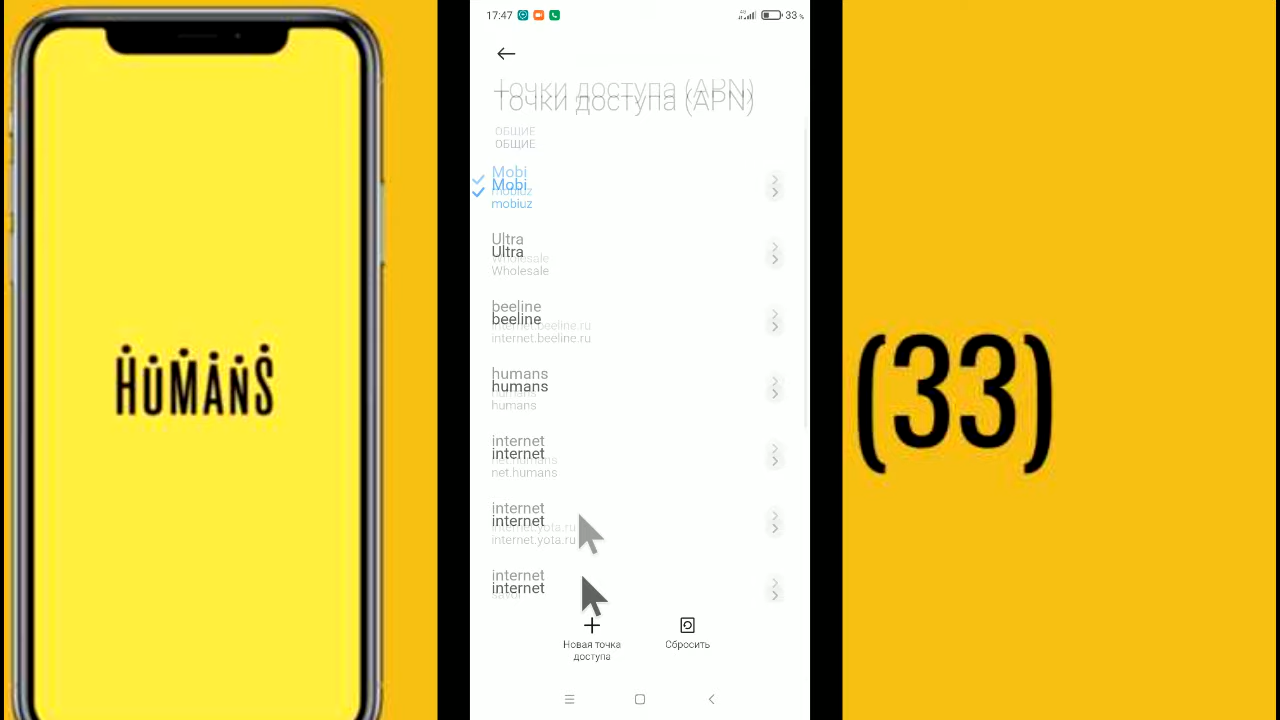 HUMANS
17:47
4G
33 %
Точки доступа (APN)
ОБЩИЕ
Mobi
mobiuz
Ultra
Wholesale
beeline
internet.beeline.ru
humans
humans
internet
net.humans
internet
internet.yota.ru
internet
Новая точка
доступа
Сбросить
(33)